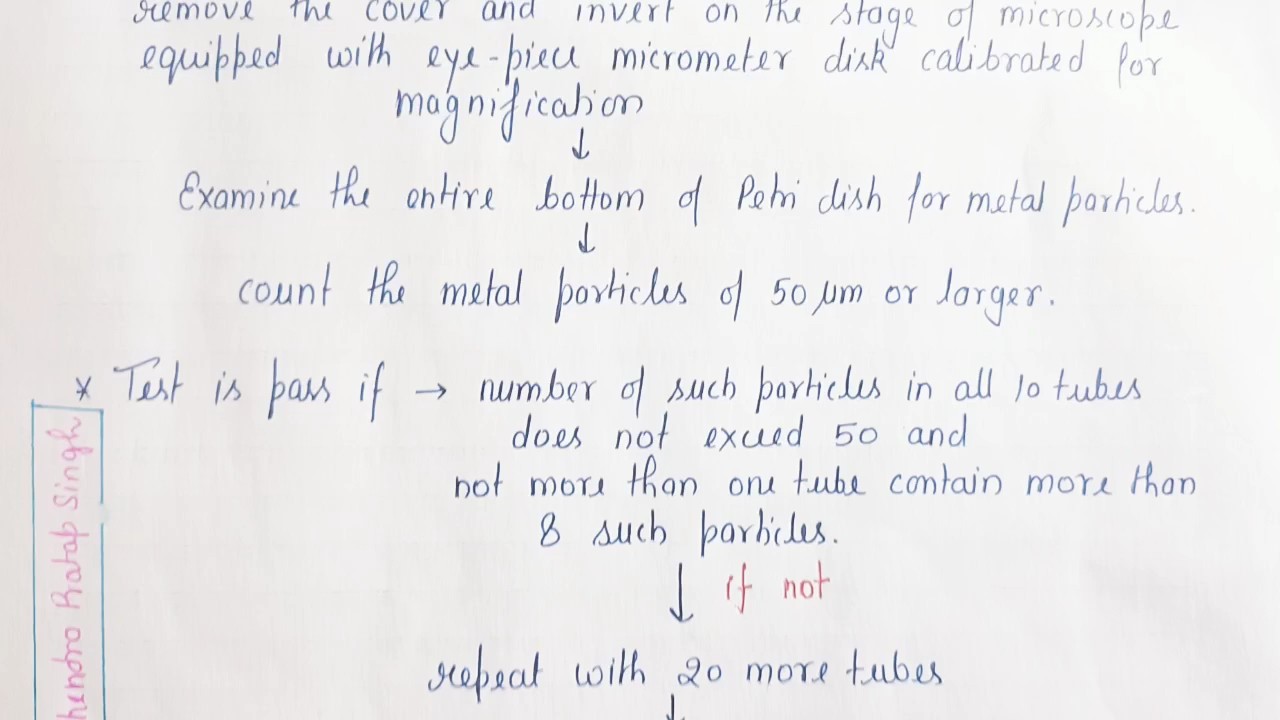 remove the cover and invert on the stage of microscope
equipped with eye-piece micrometer disk calibrated for
magnification
↓
Examine the entire bottom of Petri dish for metal particles.
↓
count the metal particles of 50 μm or larger.
* Test is pass if → number of such particles in all 10 tubes
does not exceed 50 and
not more than one tube contain more than
8 such particles.
↓ if not
repeat with 20 more tubes
↓
Pratap Singh